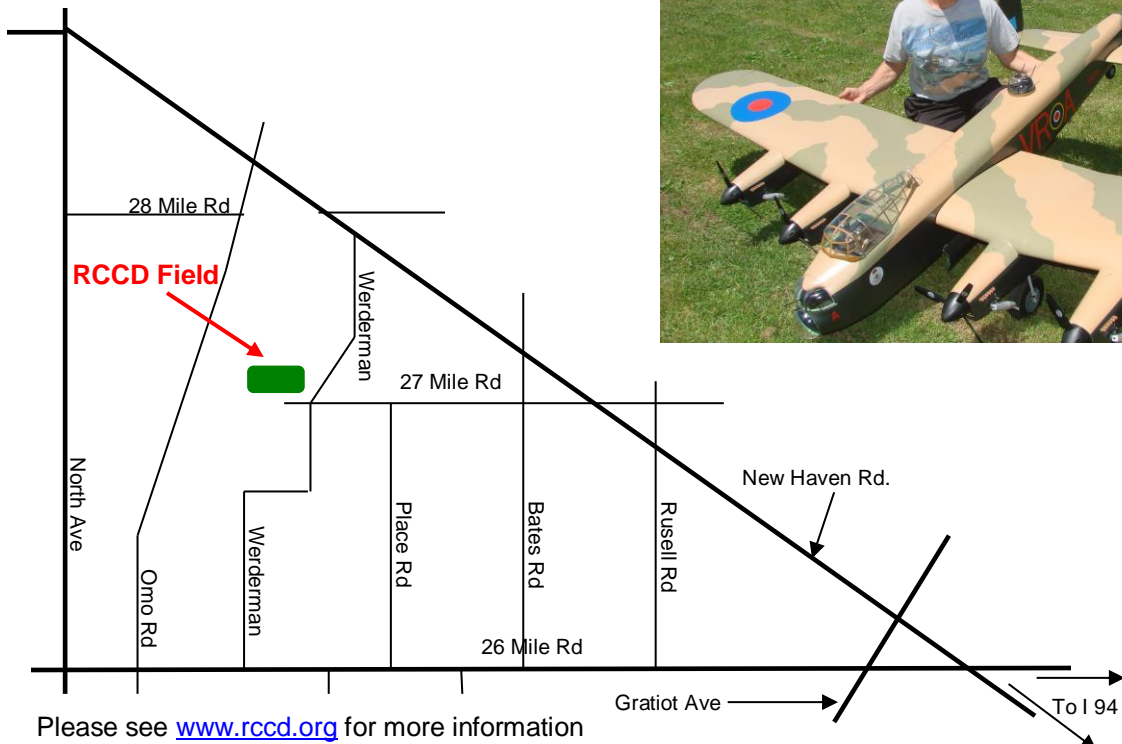 VR A
A
28 Mile Rd
RCCD Field
Werderman
27 Mile Rd
North Ave
New Haven Rd.
Omo Rd
Werderman
Place Rd
Bates Rd
Rusell Rd
26 Mile Rd
Gratiot Ave
To I 94
Please see www.rccd.org for more information